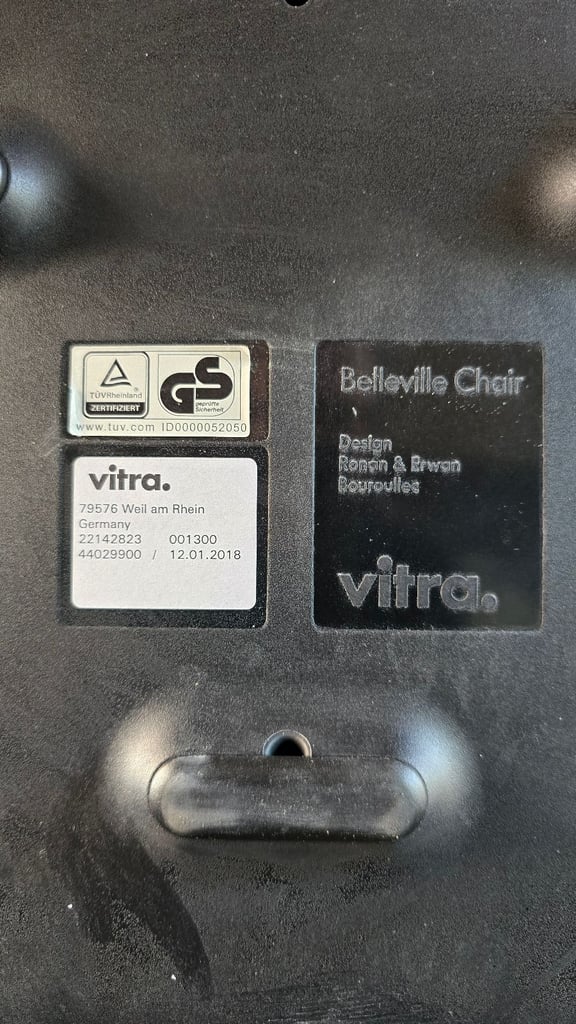 TÜVRheinland
ZERTIFIZIERT
GS
geprüfte
Sicherheit
www.tuv.com ID0000052050
vitra.
79576 Weil am Rhein
Germany
22142823 001300
44029900 / 12.01.2018
Belleville Chair
Design
Ronan & Erwan
Bouroullec
vitra.